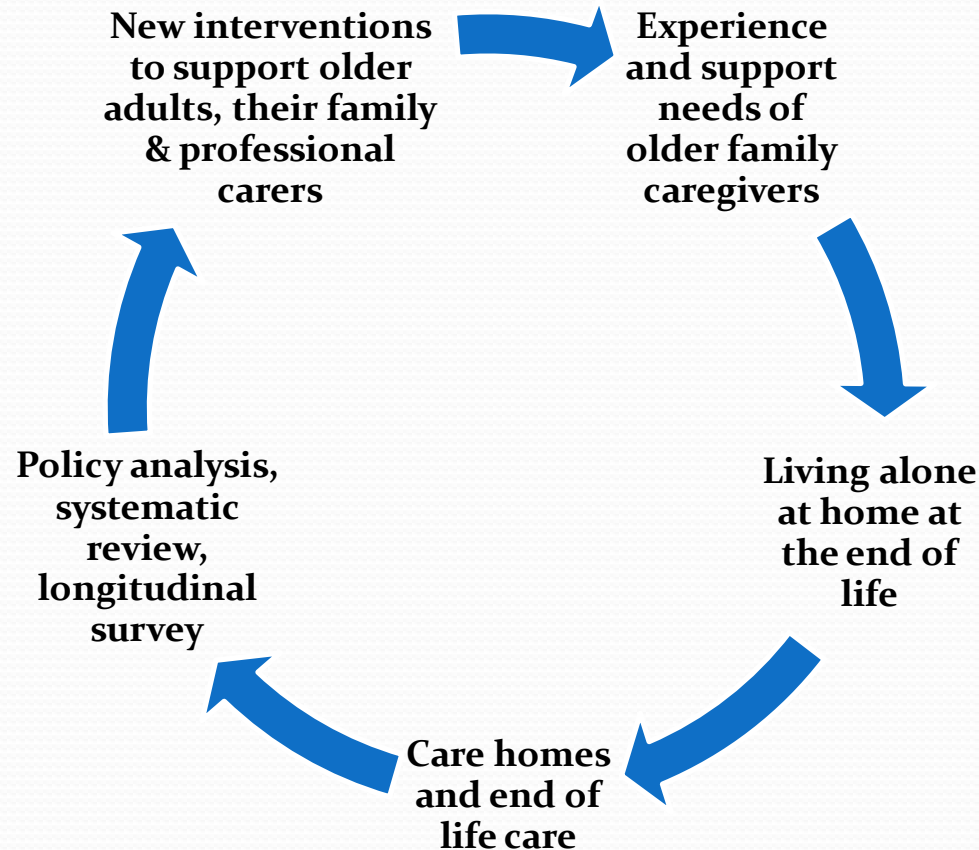 New interventions
to support older
adults, their family
& professional
carers
Experience
and support
needs of
older family
caregivers
Living alone
at home at
the end of
life
Care homes
and end of
life care
Policy analysis,
systematic
review,
longitudinal
survey